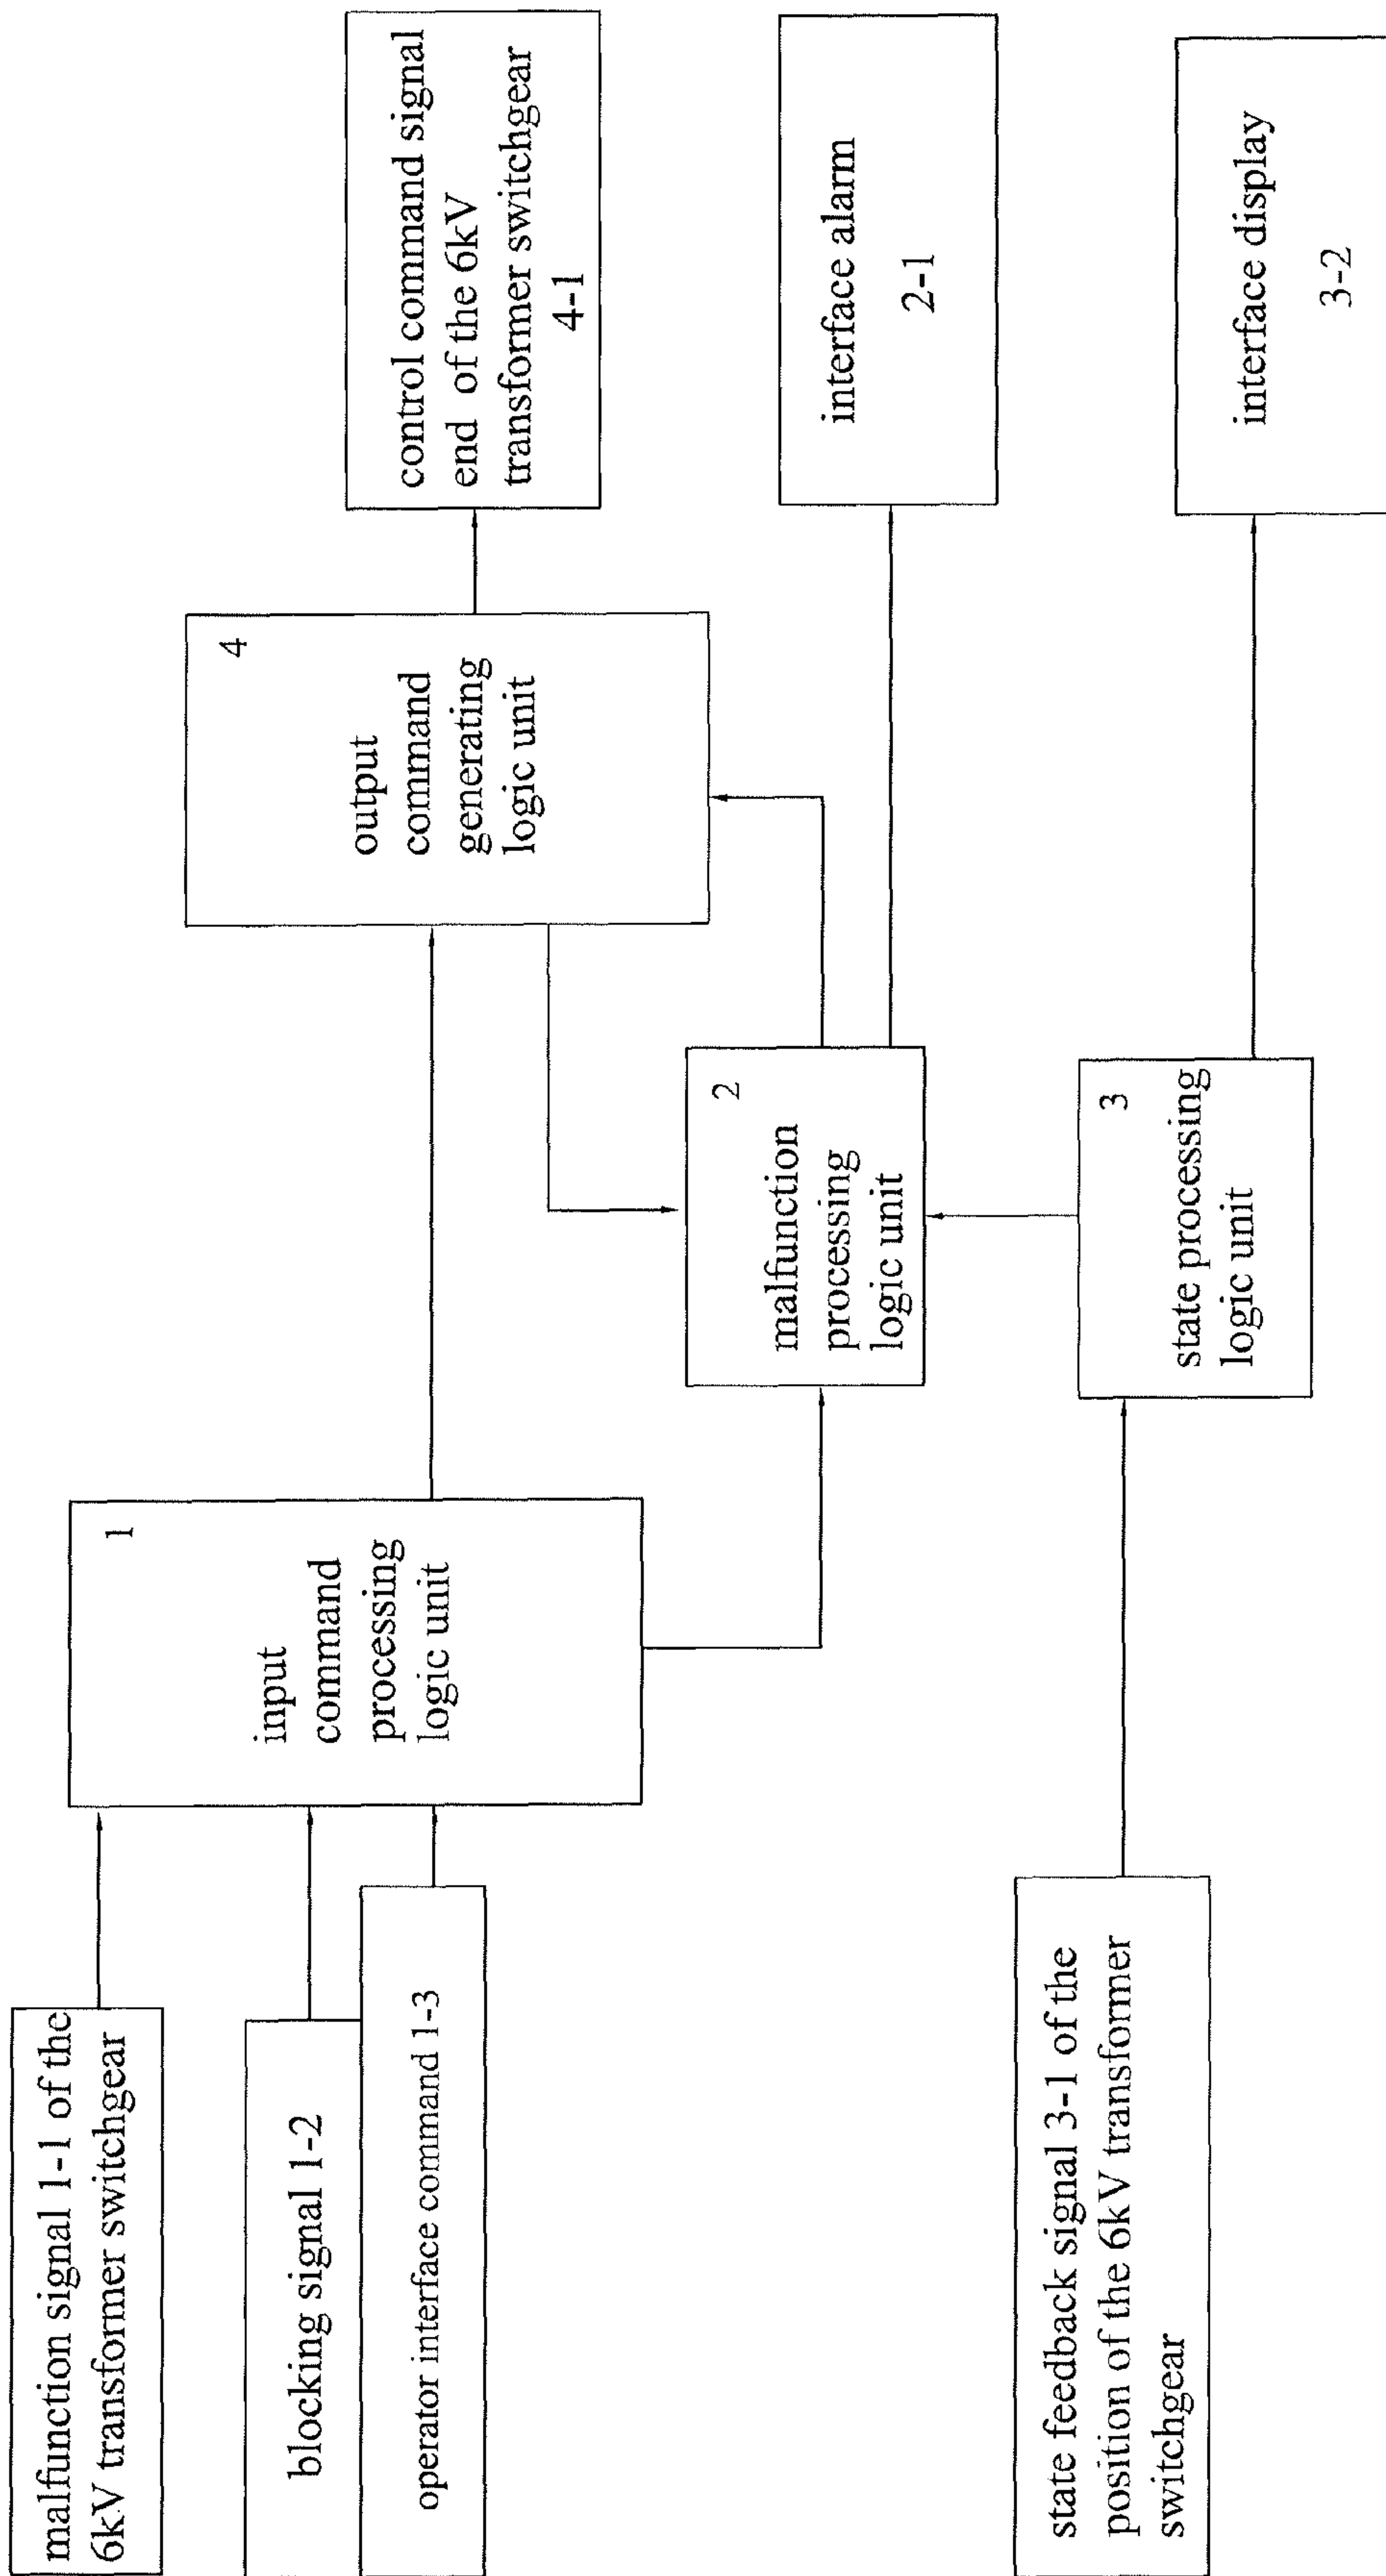 malfunction signal 1-1 of the
6kV transformer switchgear
blocking signal 1-2
operator interface command 1-3
state feedback signal 3-1 of the
position of the 6kV transformer
switchgear
1
input
command
processing
logic unit
2
malfunction
processing
logic unit
3
state processing
logic unit
4
output
command
generating
logic unit
control command signal
end of the 6kV
transformer switchgear
4-1
interface alarm
2-1
interface display
3-2